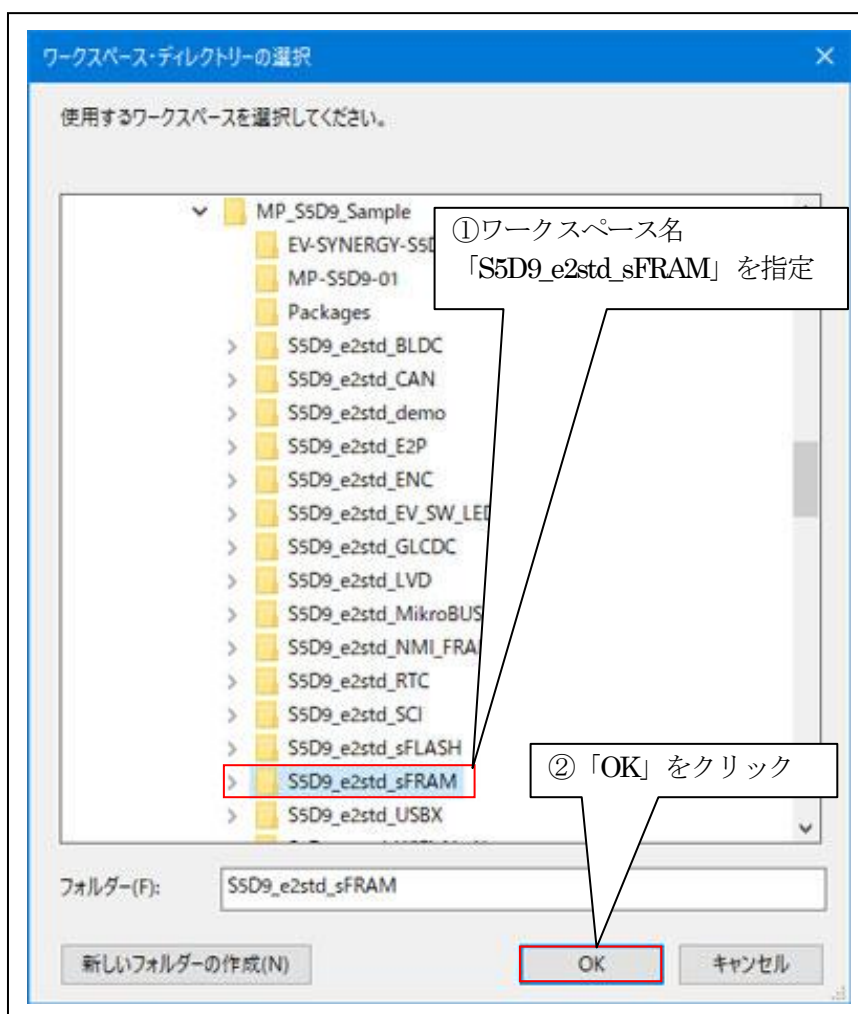 ワークスペース・ディレクトリーの選択
使用するワークスペースを選択してください。
MP_S5D9_Sample
①ワークスペース名
「S5D9_e2std_sFRAM」を指定
EV-SYNERGY-S5D
MP-S5D9-01
Packages
S5D9_e2std_BLDC
S5D9_e2std_CAN
S5D9_e2std_demo
S5D9_e2std_E2P
S5D9_e2std_ENC
S5D9_e2std_EV_SW_LED
S5D9_e2std_GLCDC
S5D9_e2std_LVD
S5D9_e2std_MikroBUS
S5D9_e2std_NMI_FRA
S5D9_e2std_RTC
S5D9_e2std_SCI
S5D9_e2std_sFLASH
②「OK」をクリック
S5D9_e2std_sFRAM
S5D9_e2std_USBX
フォルダー(F): S5D9_e2std_sFRAM
新しいフォルダーの作成(N) OK キャンセル